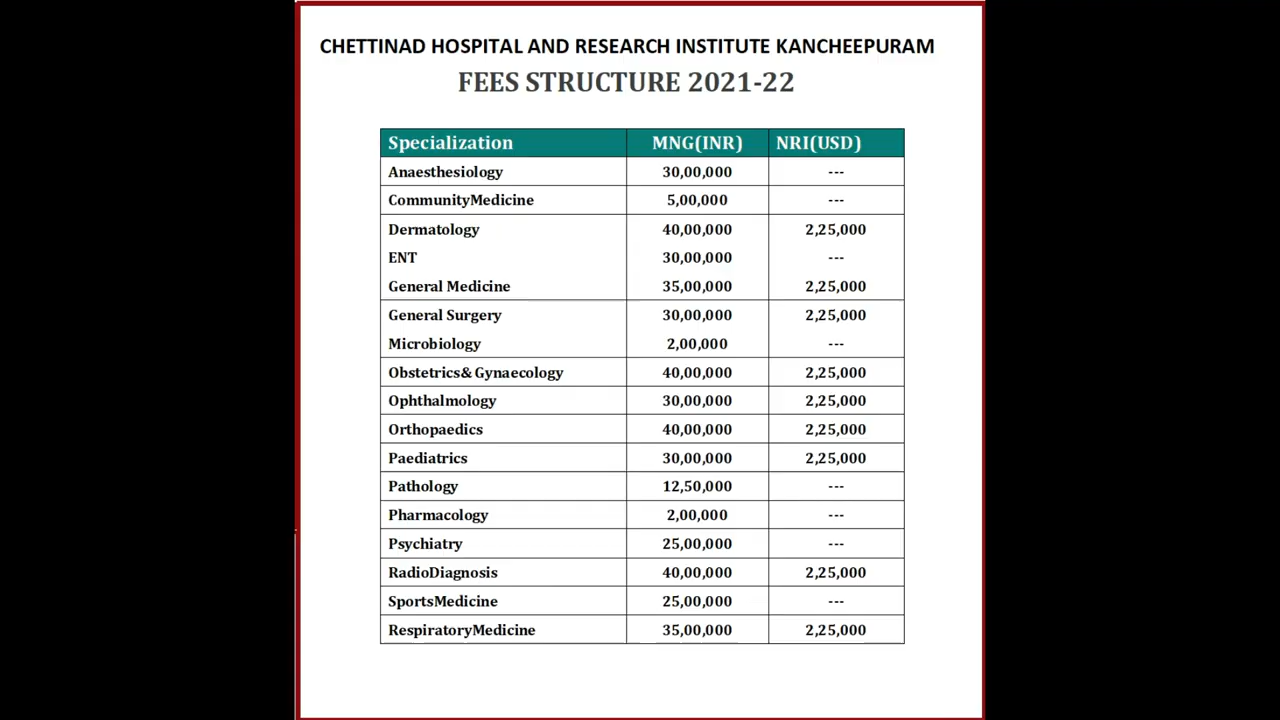 CHETTINAD HOSPITAL AND RESEARCH INSTITUTE KANCHEEPURAM
FEES STRUCTURE 2021-22
Specialization MNG(INR) NRI(USD)
Anaesthesiology 30,00,000 ---
CommunityMedicine 5,00,000 ---
Dermatology 40,00,000 2,25,000
ENT 30,00,000 ---
General Medicine 35,00,000 2,25,000
General Surgery 30,00,000 2,25,000
Microbiology 2,00,000 ---
Obstetrics& Gynaecology 40,00,000 2,25,000
Ophthalmology 30,00,000 2,25,000
Orthopaedics 40,00,000 2,25,000
Paediatrics 30,00,000 2,25,000
Pathology 12,50,000 ---
Pharmacology 2,00,000 ---
Psychiatry 25,00,000 ---
RadioDiagnosis 40,00,000 2,25,000
SportsMedicine 25,00,000 ---
RespiratoryMedicine 35,00,000 2,25,000